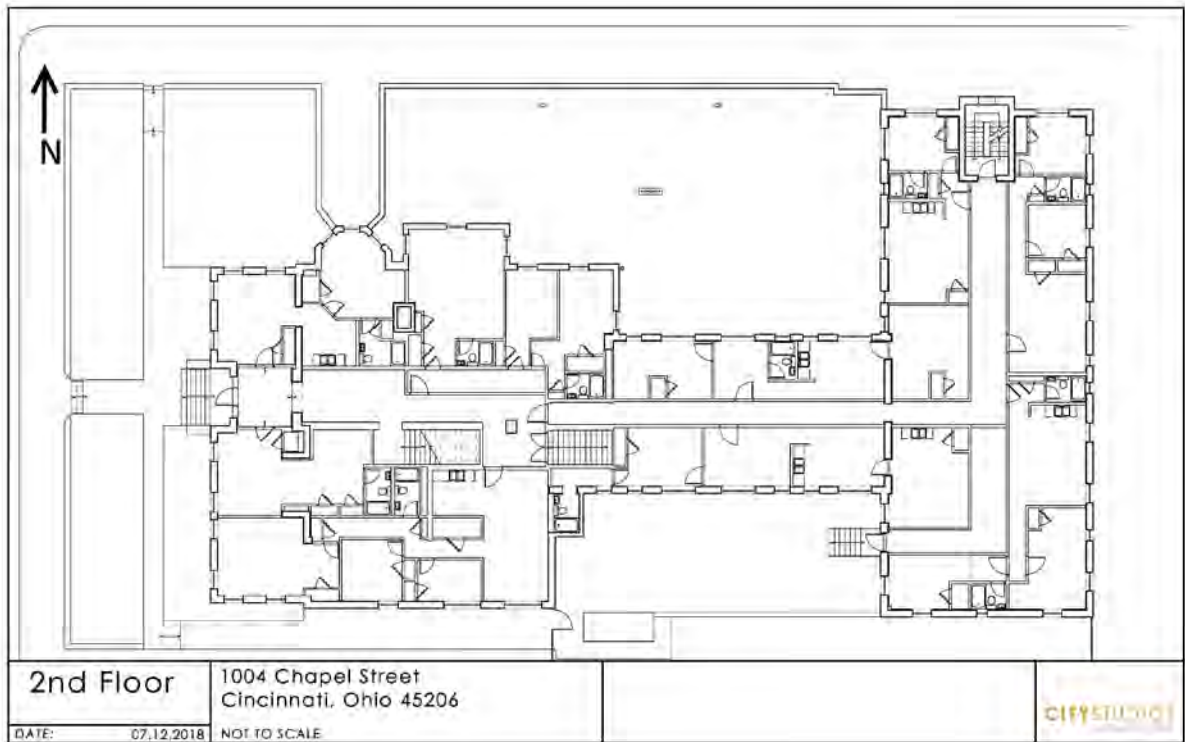 N
2nd Floor
1004 Chapel Street
Cincinnati, Ohio 45206
DATE: 07.12.2018
NOT TO SCALE
CITYSTUDIOS